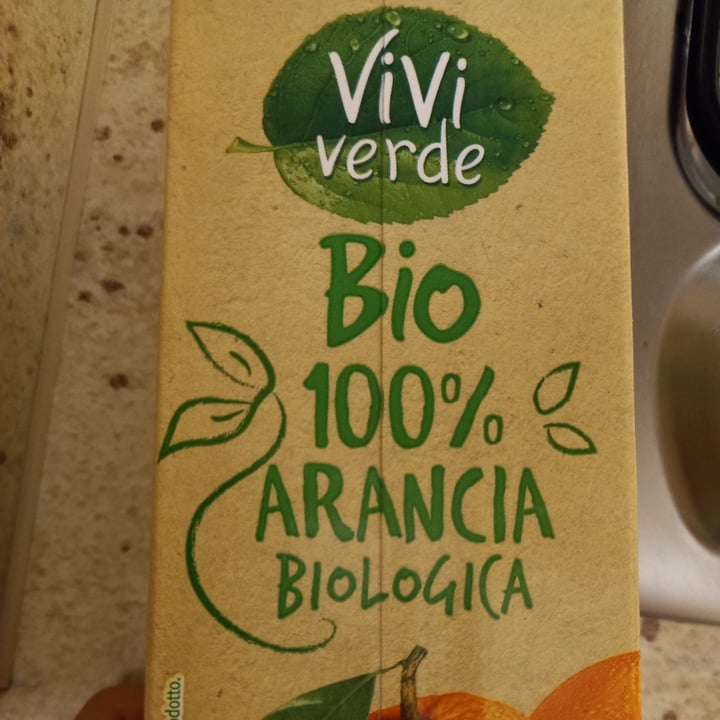 ViVi
verde
Bio
100%
ARANCIA
BIOLOGICA